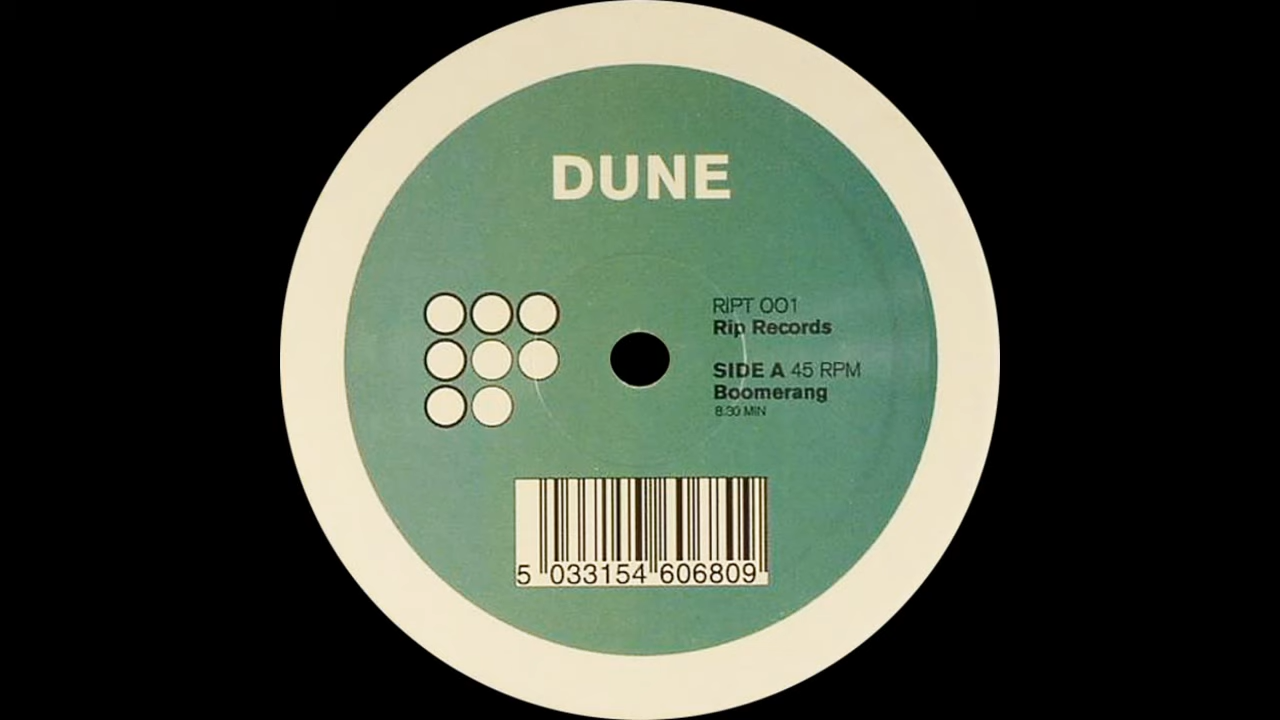 DUNE
RIPT 001
Rip Records
SIDE A 45 RPM
Boomerang
8.30 MIN
5 033154 606809